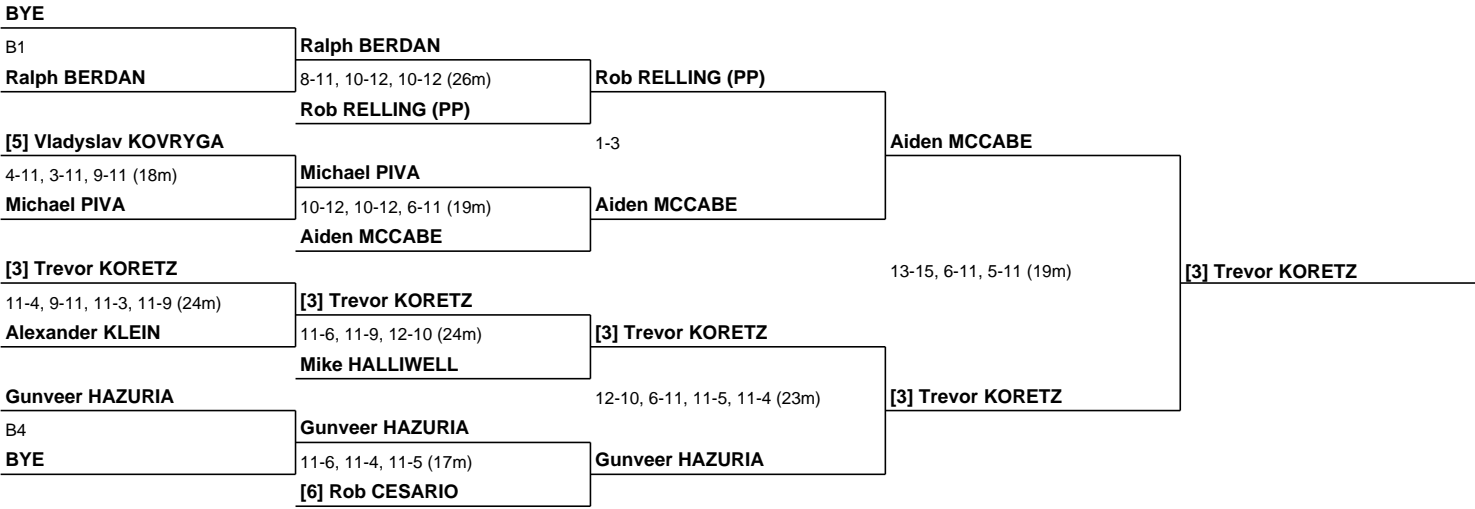 BYE
B1
Ralph BERDAN
[5] Vladyslav KOVRYGA
4-11, 3-11, 9-11 (18m)
Michael PIVA
[3] Trevor KORETZ
11-4, 9-11, 11-3, 11-9 (24m)
Alexander KLEIN
Gunveer HAZURIA
B4
BYE
Ralph BERDAN
8-11, 10-12, 10-12 (26m)
Rob RELLING (PP)
Michael PIVA
10-12, 10-12, 6-11 (19m)
Aiden MCCABE
[3] Trevor KORETZ
11-6, 11-9, 12-10 (24m)
Mike HALLIWELL
Gunveer HAZURIA
11-6, 11-4, 11-5 (17m)
[6] Rob CESARIO
Rob RELLING (PP)
1-3
Aiden MCCABE
[3] Trevor KORETZ
12-10, 6-11, 11-5, 11-4 (23m)
Gunveer HAZURIA
Aiden MCCABE
13-15, 6-11, 5-11 (19m)
[3] Trevor KORETZ
[3] Trevor KORETZ